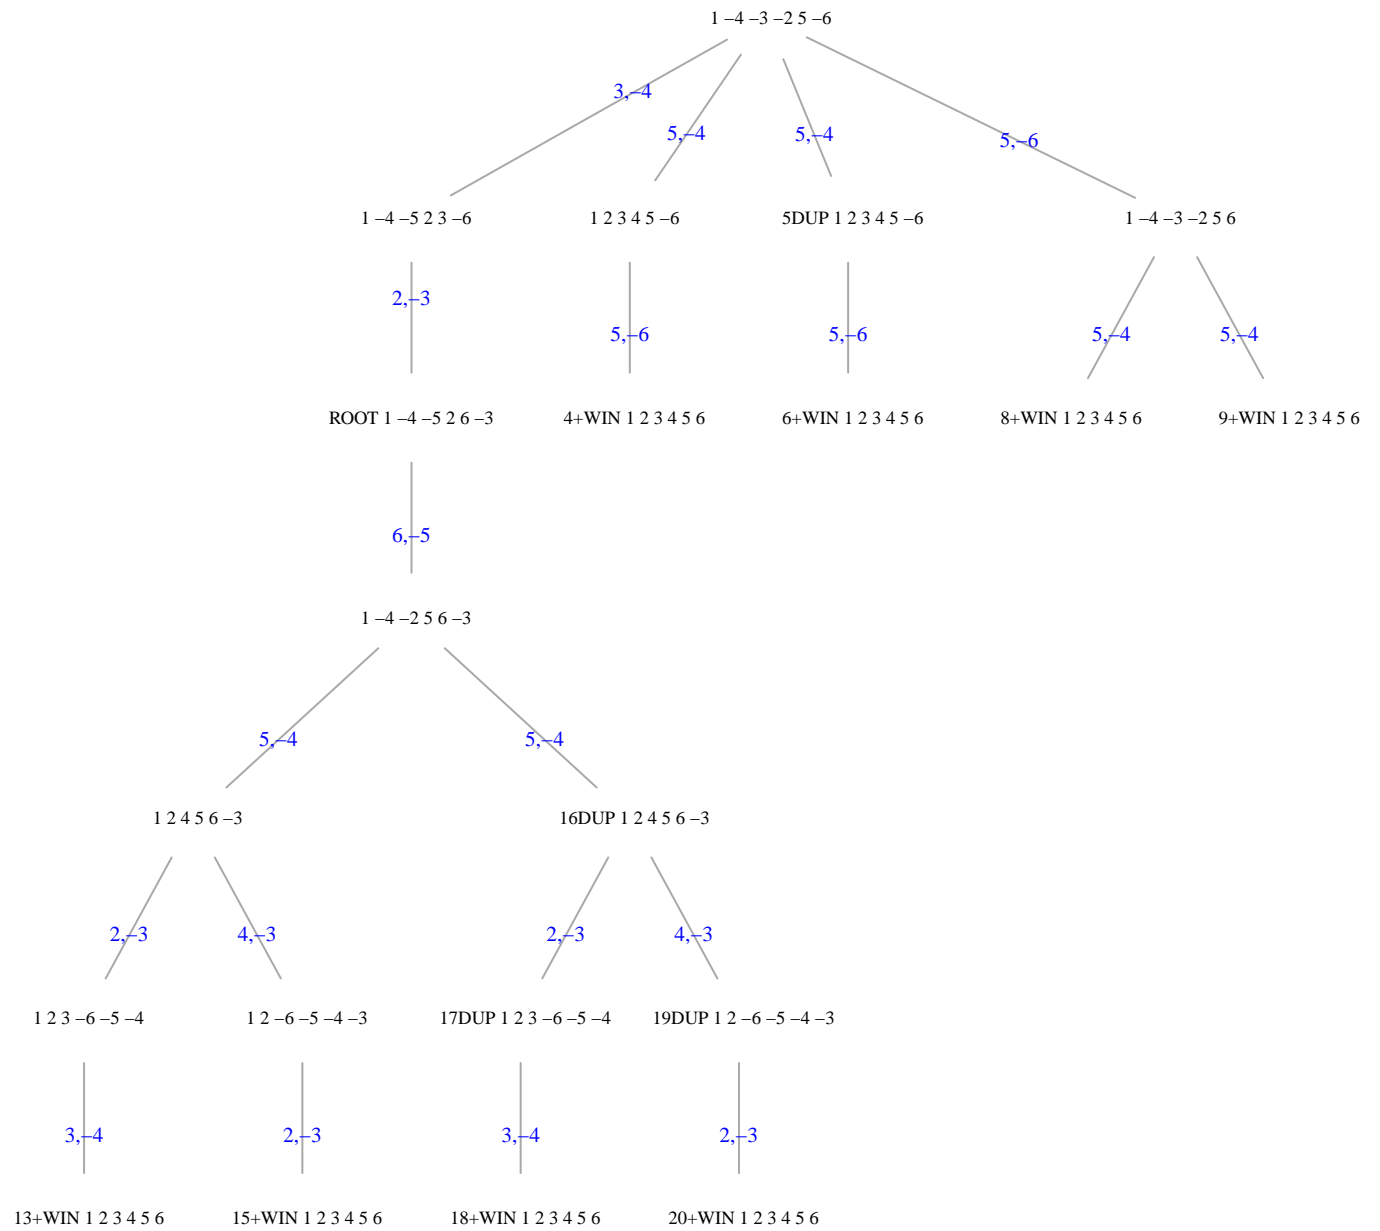 1 –4 –3 –2 5 –6
3,–4
5,–4
5,–4
5,–6
1 –4 –5 2 3 –6
1 2 3 4 5 –6
5DUP 1 2 3 4 5 –6
1 –4 –3 –2 5 6
2,–3
5,–6
5,–6
5,–4
5,–4
ROOT 1 –4 –5 2 6 –3
4+WIN 1 2 3 4 5 6
6+WIN 1 2 3 4 5 6
8+WIN 1 2 3 4 5 6
9+WIN 1 2 3 4 5 6
6,–5
1 –4 –2 5 6 –3
5,–4
5,–4
1 2 4 5 6 –3
16DUP 1 2 4 5 6 –3
2,–3
4,–3
2,–3
4,–3
1 2 3 –6 –5 –4
1 2 –6 –5 –4 –3
17DUP 1 2 3 –6 –5 –4
19DUP 1 2 –6 –5 –4 –3
3,–4
2,–3
3,–4
2,–3
13+WIN 1 2 3 4 5 6
15+WIN 1 2 3 4 5 6
18+WIN 1 2 3 4 5 6
20+WIN 1 2 3 4 5 6